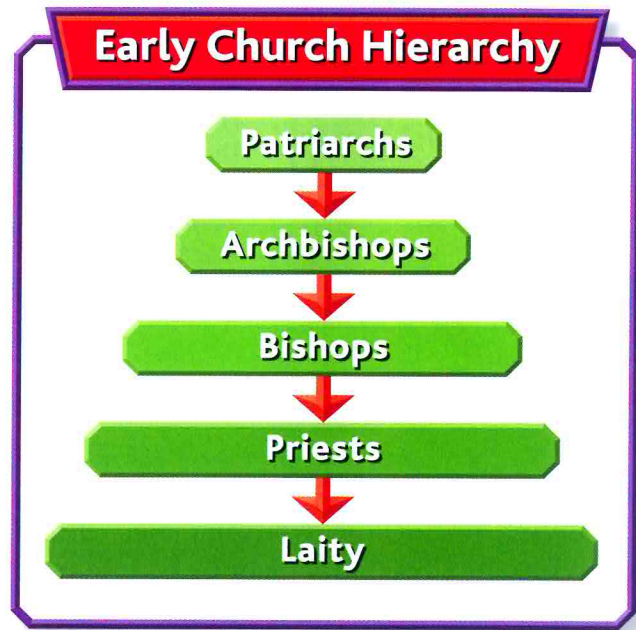 Early Church Hierarchy
Patriarchs
Archbishops
Bishops
Priests
Laity